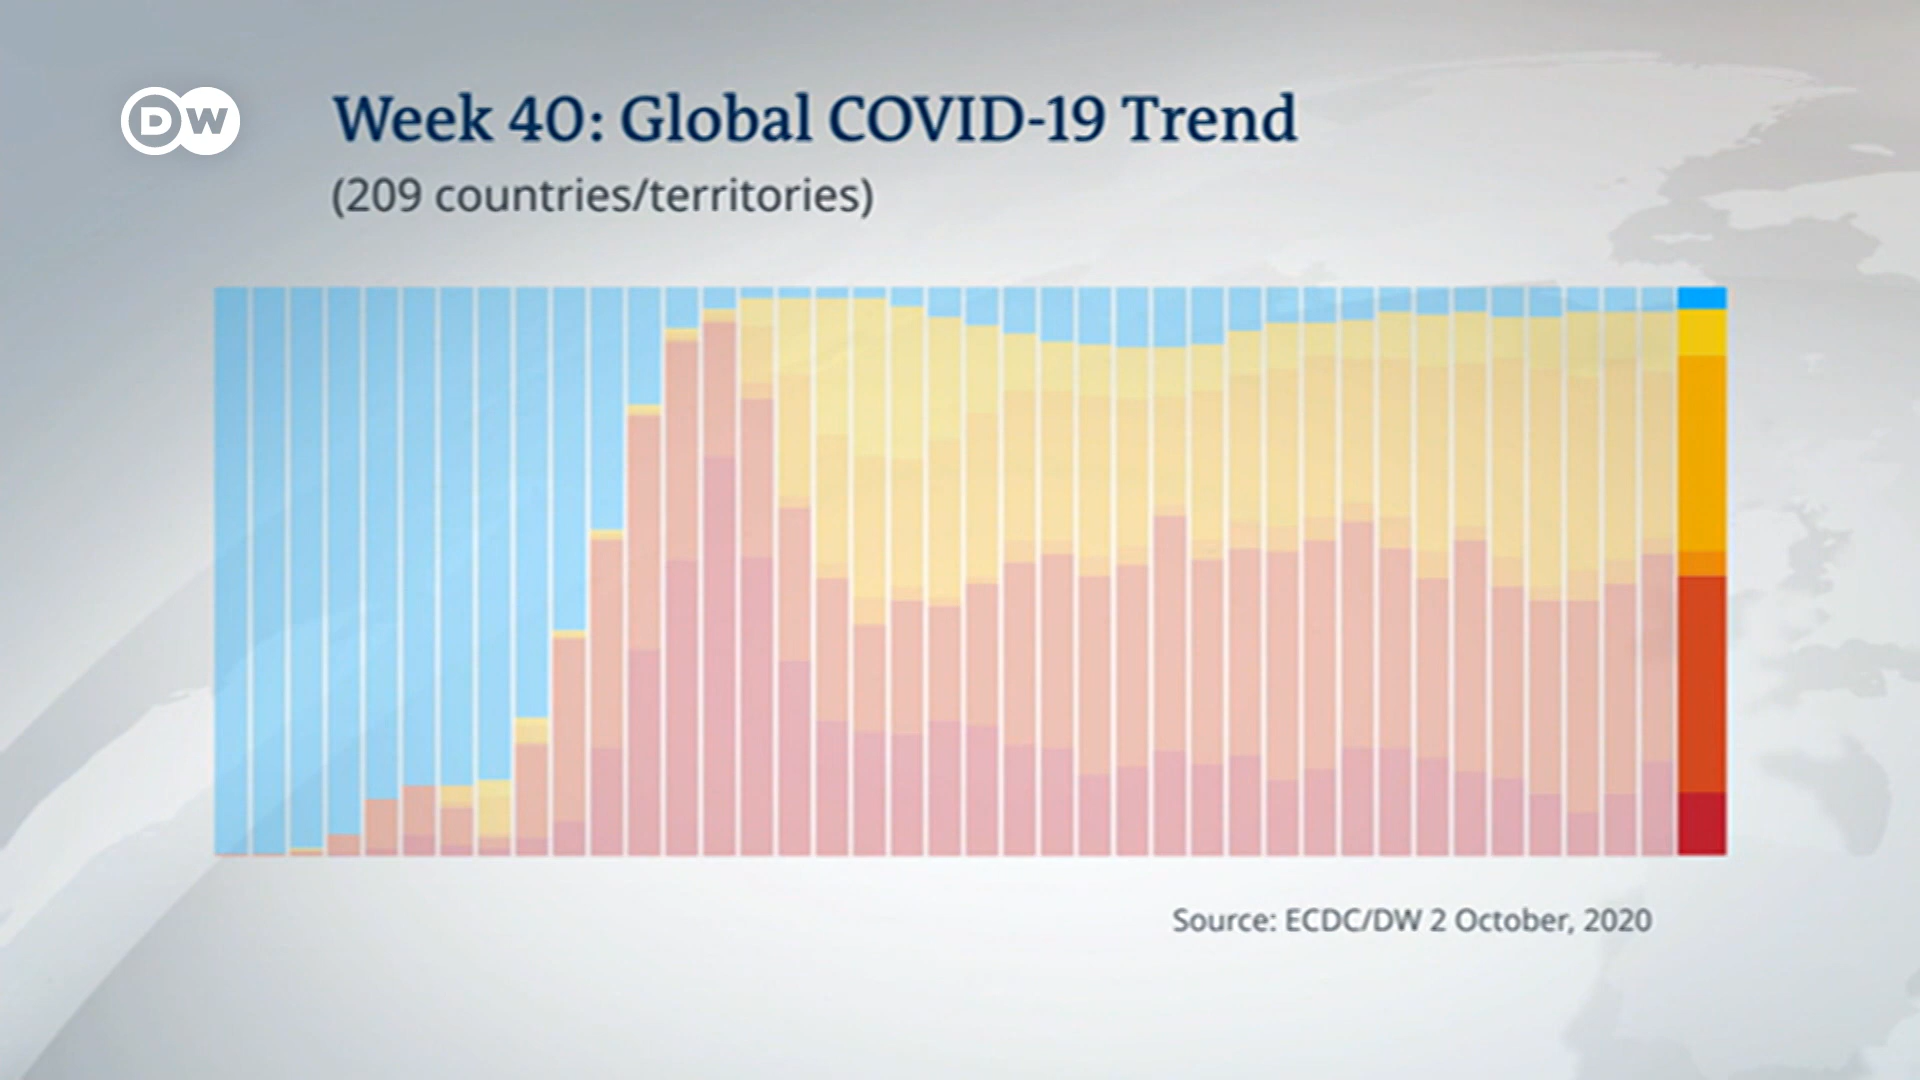 DW
Week 40: Global COVID-19 Trend
(209 countries/territories)
Source: ECDC/DW 2 October, 2020